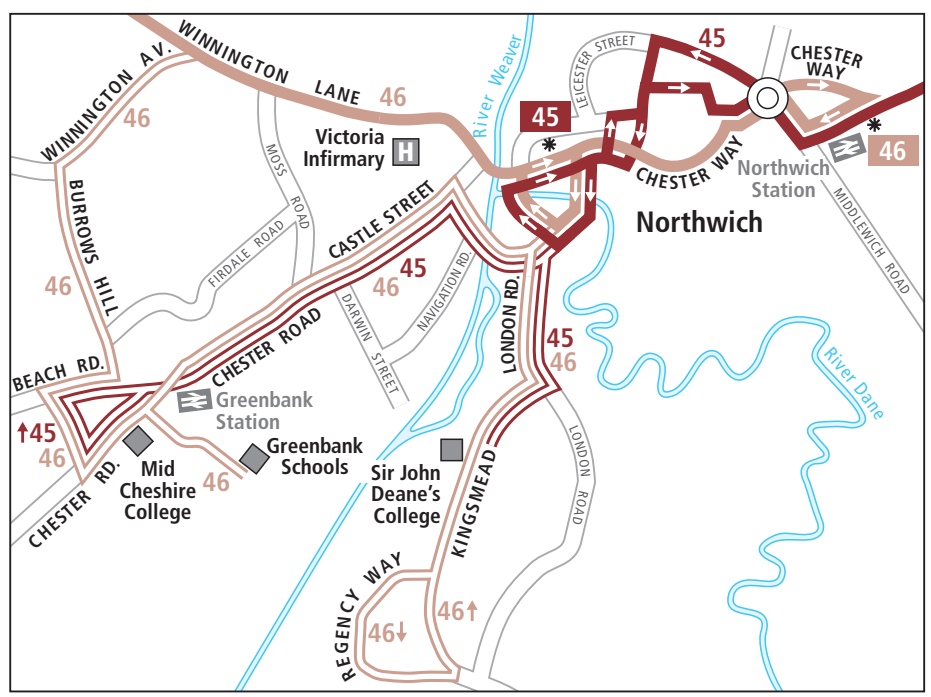 WINNINGTON
LANE
46
WINNINGTON AV.
46
BURROWS HILL
46
BEACH RD.
45
46
CHESTER RD.
Mid
Cheshire
College
46
Greenbank
Schools
Greenbank
Station
CHESTER ROAD
FIRDALE ROAD
MOSS ROAD
Victoria
Infirmary
H
CASTLE STREET
45
46
DARWIN STREET
NAVIGATION RD.
River Weaver
LEICESTER STREET
45
*
45
CHESTER WAY
CHESTER
WAY
*
46
Northwich
Station
MIDDLEWICH ROAD
Northwich
LONDON RD.
45
46
River Dane
LONDON ROAD
Sir John
Deane's
College
KINGSMEAD
REGENCY WAY
46
46